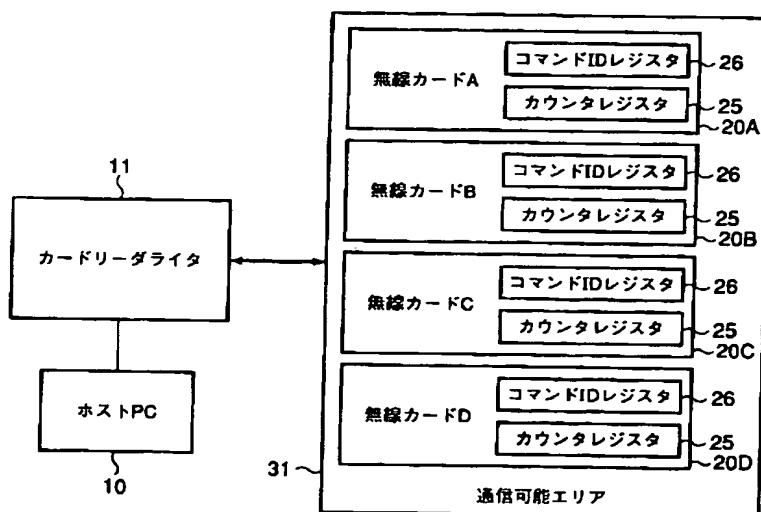 11
カードリーダライタ
ホストPC
10
無線カードA
コマンドIDレジスタ
26
カウンタレジスタ
25
20A
無線カードB
コマンドIDレジスタ
26
カウンタレジスタ
25
20B
無線カードC
コマンドIDレジスタ
26
カウンタレジスタ
25
20C
無線カードD
コマンドIDレジスタ
26
カウンタレジスタ
25
20D
31
通信可能エリア